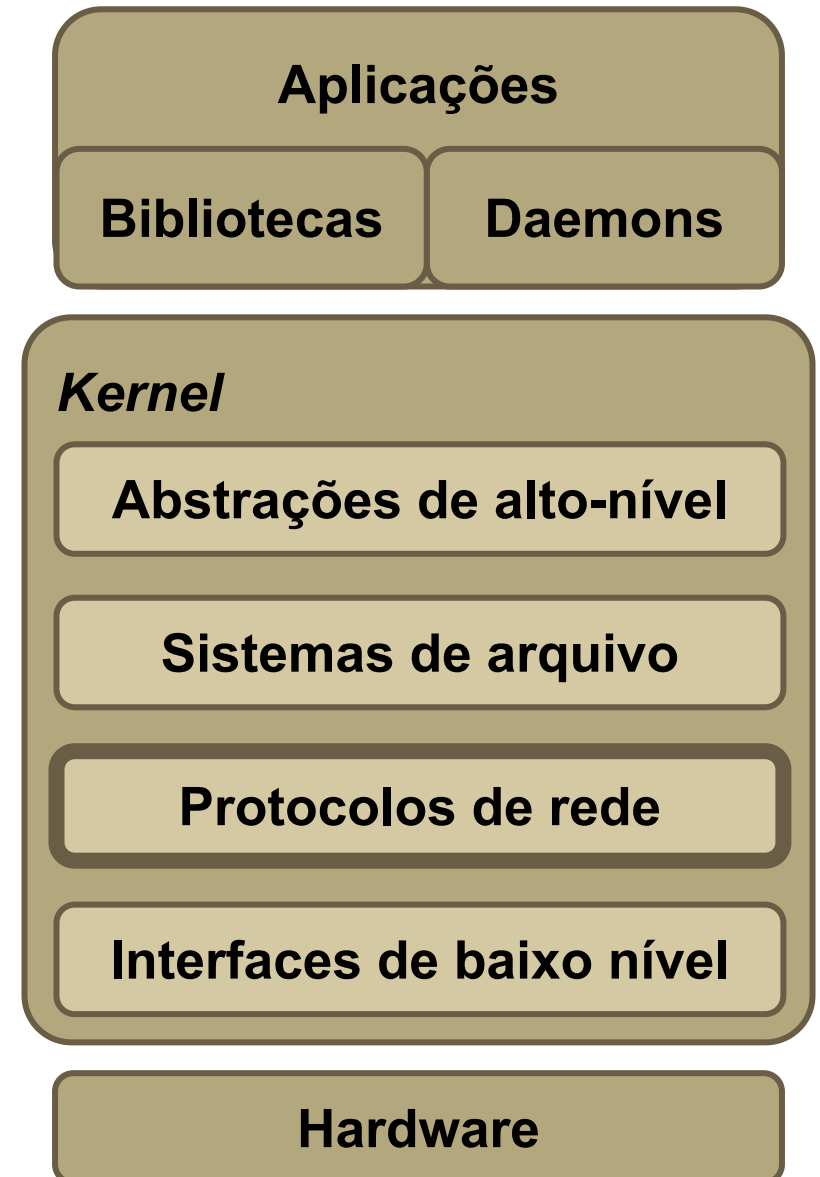 Aplicações
Bibliotecas Daemons
Kernel
Abstrações de alto-nível
Sistemas de arquivo
Protocolos de rede
Interfaces de baixo nível
Hardware